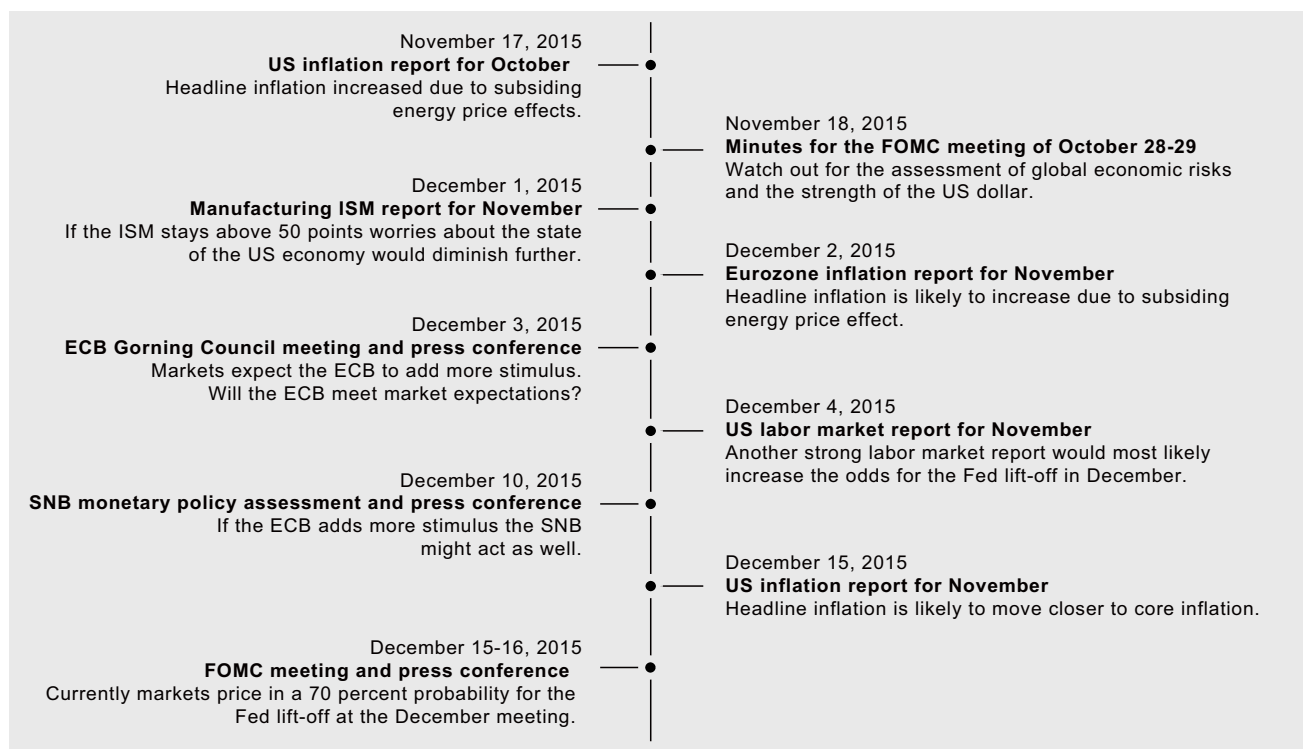 November 17, 2015
US inflation report for October
Headline inflation increased due to subsiding
energy price effects.
November 18, 2015
Minutes for the FOMC meeting of October 28-29
Watch out for the assessment of global economic risks
and the strength of the US dollar.
December 1, 2015
Manufacturing ISM report for November
If the ISM stays above 50 points worries about the state
of the US economy would diminish further.
December 2, 2015
Eurozone inflation report for November
Headline inflation is likely to increase due to subsiding
energy price effect.
December 3, 2015
ECB Gorning Council meeting and press conference
Markets expect the ECB to add more stimulus.
Will the ECB meet market expectations?
December 4, 2015
US labor market report for November
Another strong labor market report would most likely
increase the odds for the Fed lift-off in December.
December 10, 2015
SNB monetary policy assessment and press conference
If the ECB adds more stimulus the SNB
might act as well.
December 15, 2015
US inflation report for November
Headline inflation is likely to move closer to core inflation.
December 15-16, 2015
FOMC meeting and press conference
Currently markets price in a 70 percent probability for the
Fed lift-off at the December meeting.